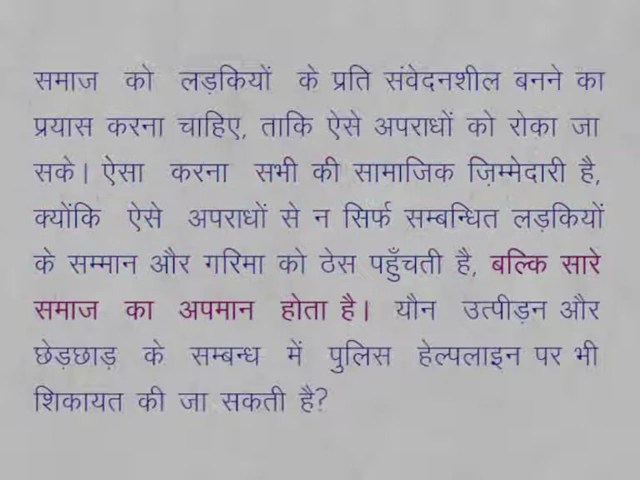 समाज को लड़कियों के प्रति संवेदनशील बनने का
प्रयास करना चाहिए, ताकि ऐसे अपराधों को रोका जा
सके। ऐसा करना सभी की सामाजिक ज़िम्मेदारी है,
क्योंकि ऐसे अपराधों से न सिर्फ सम्बन्धित लड़कियों
के सम्मान और गरिमा को ठेस पहुँचती है, बल्कि सारे
समाज का अपमान होता है। यौन उत्पीड़न और
छेड़छाड़ के सम्बन्ध में पुलिस हेल्पलाइन पर भी
शिकायत की जा सकती है?